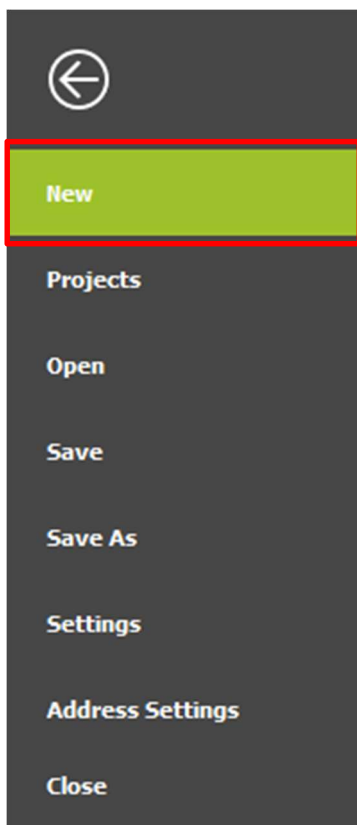 New
Projects
Open
Save
Save As
Settings
Address Settings
Close